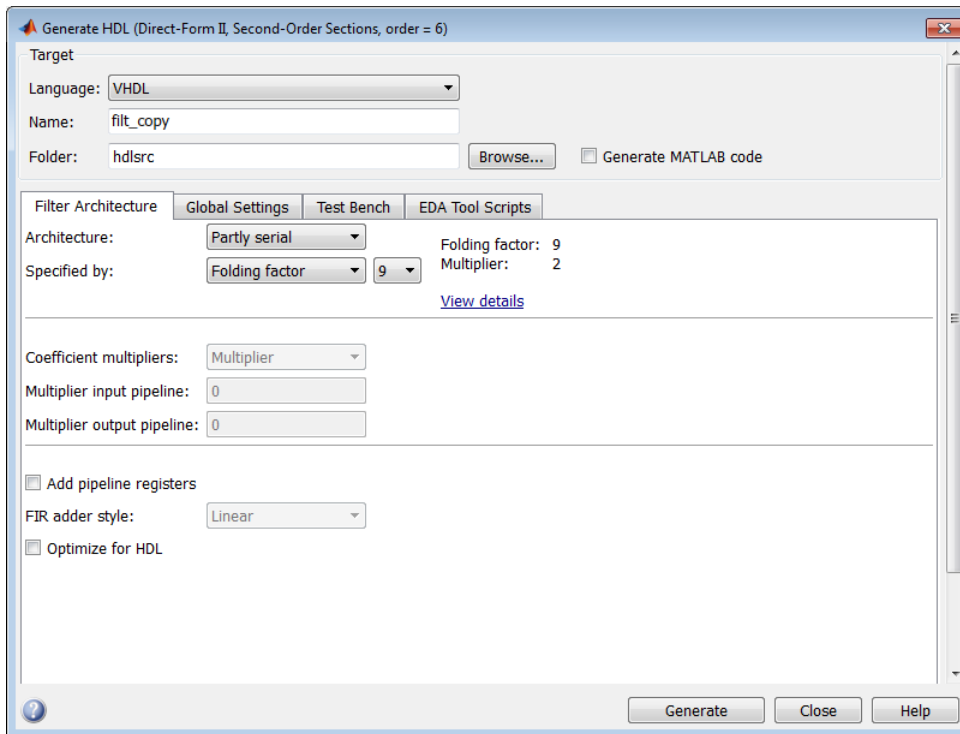 Generate HDL (Direct-Form II, Second-Order Sections, order = 6)
Target
Language: VHDL
Name: filt_copy
Folder: hdlsrc Browse... Generate MATLAB code
Filter Architecture Global Settings Test Bench EDA Tool Scripts
Architecture: Partly serial
Folding factor: 9
Specified by: Folding factor 9
Multiplier: 2
View details
Coefficient multipliers: Multiplier
Multiplier input pipeline: 0
Multiplier output pipeline: 0
Add pipeline registers
FIR adder style: Linear
Optimize for HDL
Generate Close Help